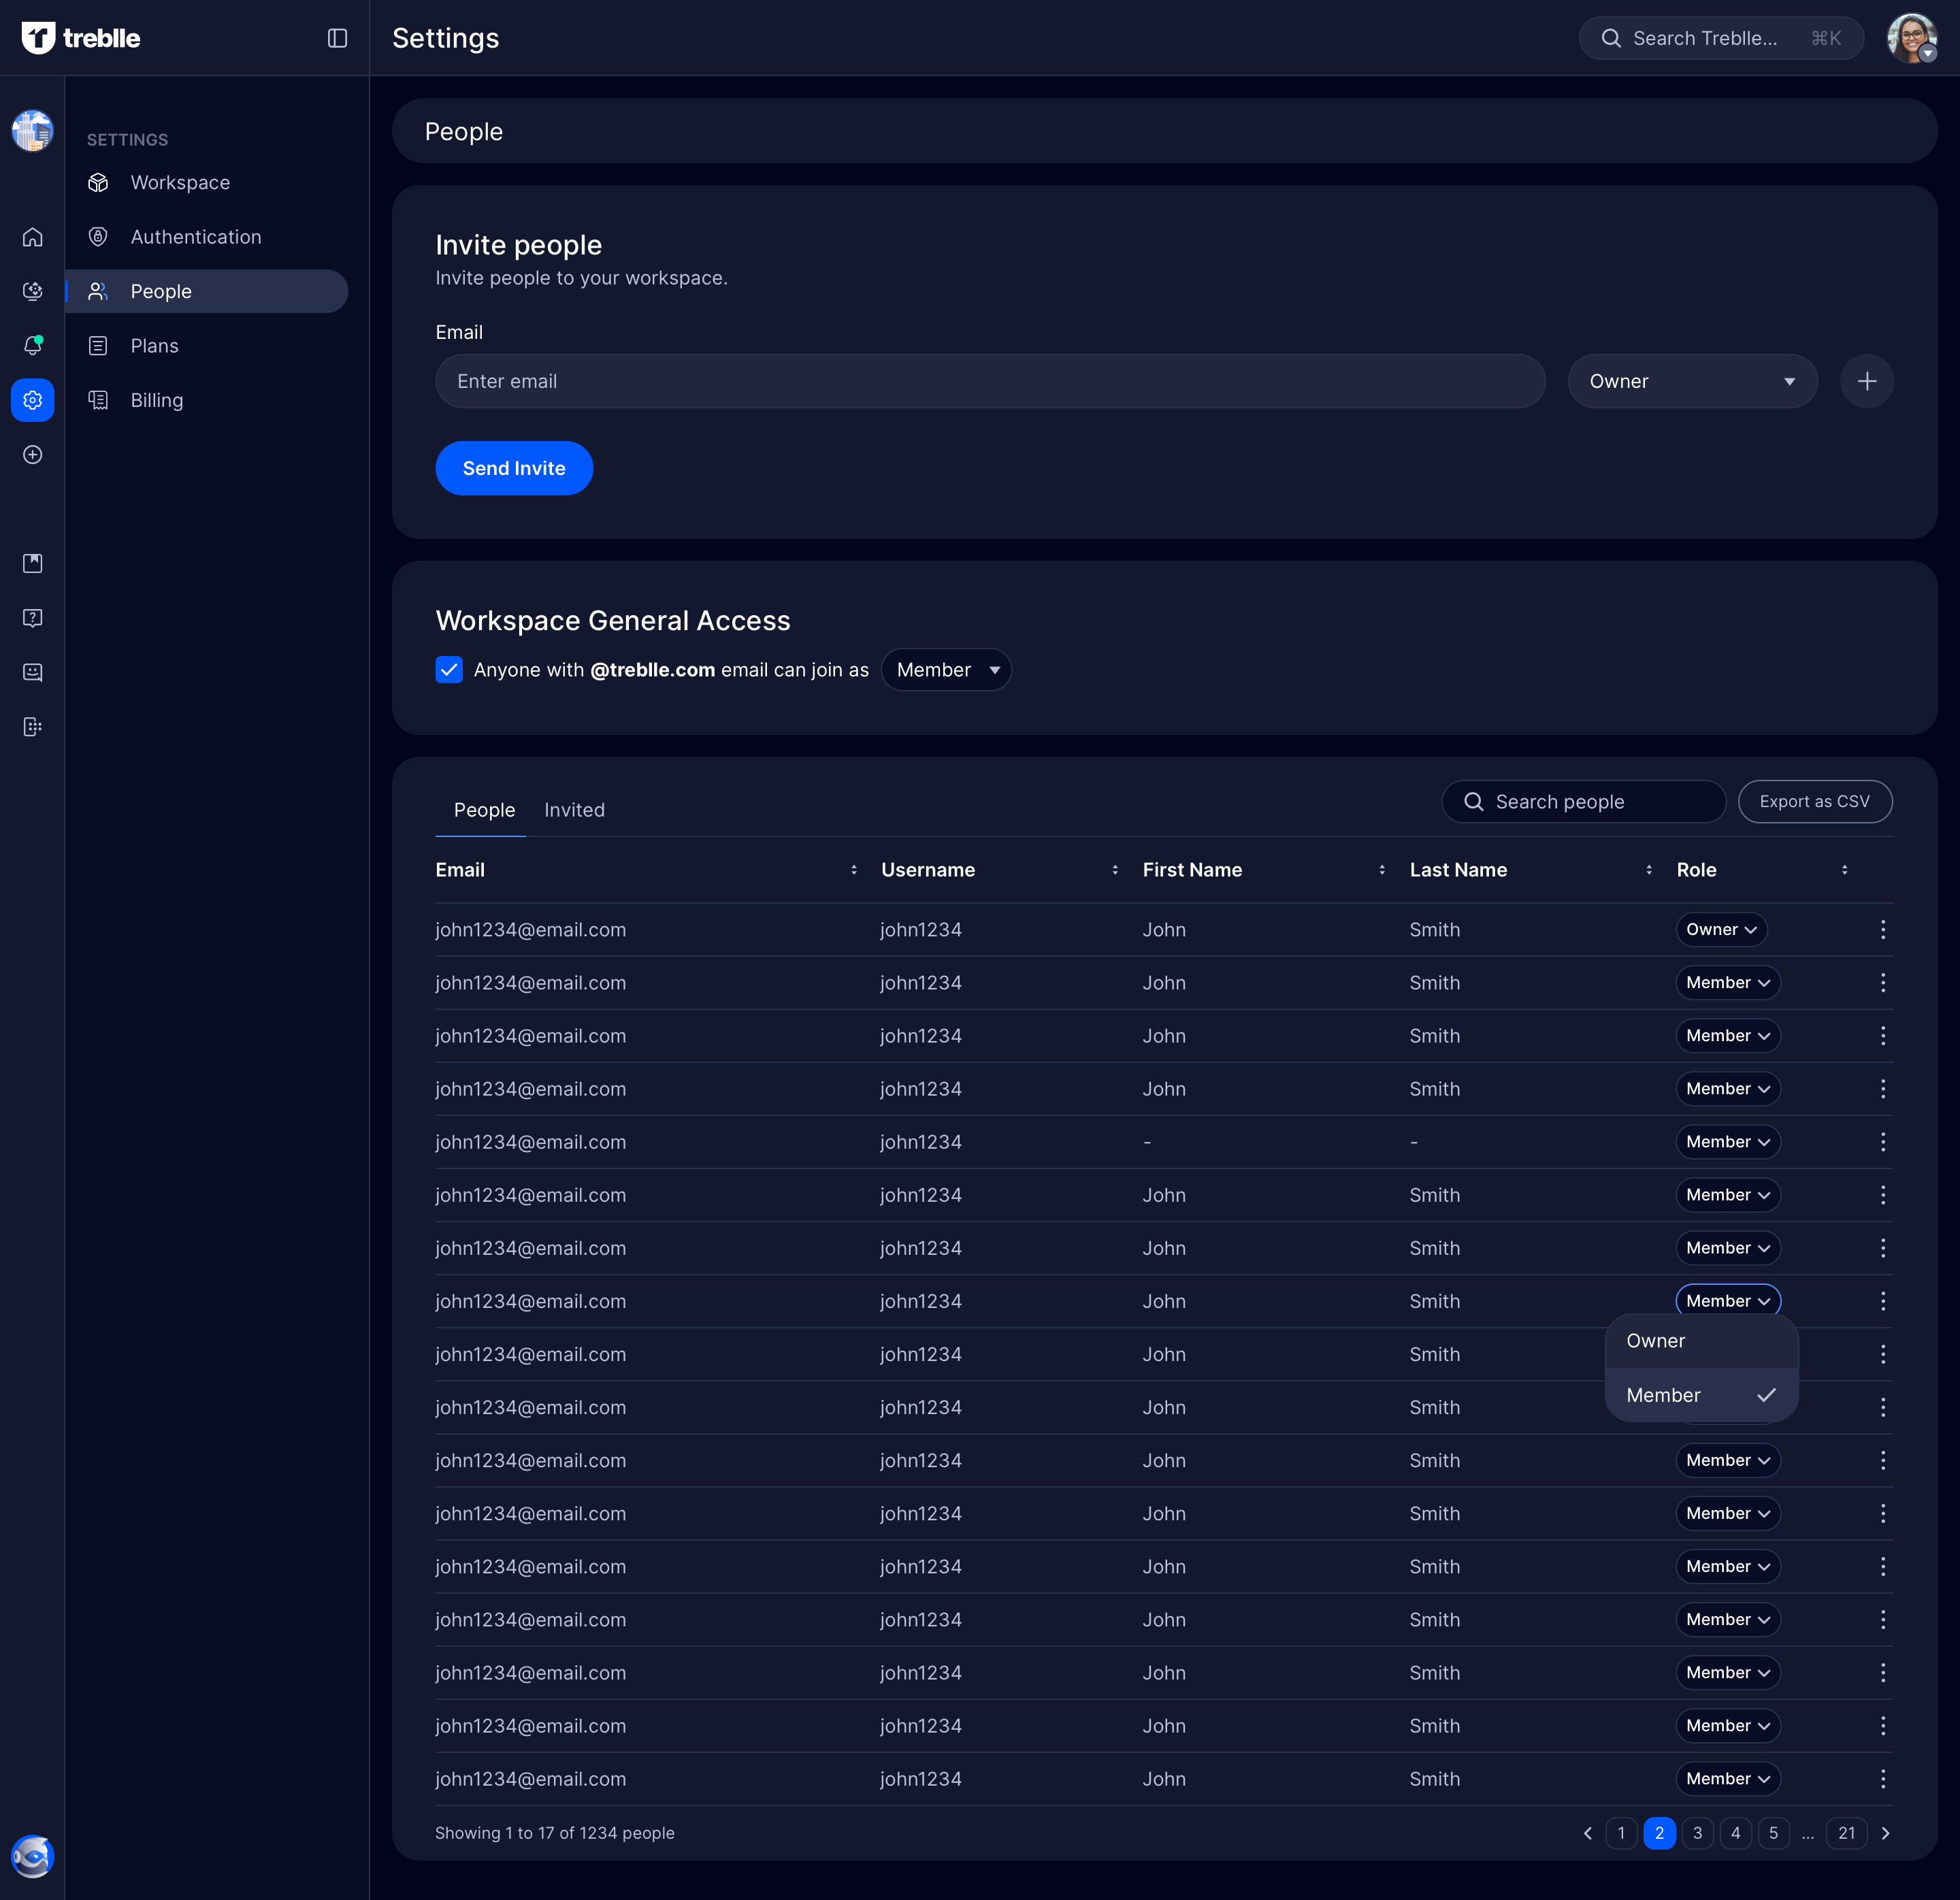 treblle
Settings
Search Treblle...
⌘K
SETTINGS
Workspace
Authentication
People
Plans
Billing
People
Invite people
Invite people to your workspace.
Email
Enter email
Owner
Send Invite
Workspace General Access
Anyone with @treblle.com email can join as Member
People Invited
Search people
Export as CSV
Email Username First Name Last Name Role
john1234@email.com john1234 John Smith Owner
john1234@email.com john1234 John Smith Member
john1234@email.com john1234 John Smith Member
john1234@email.com john1234 John Smith Member
john1234@email.com john1234 - - Member
john1234@email.com john1234 John Smith Member
john1234@email.com john1234 John Smith Member
john1234@email.com john1234 John Smith Member
Owner
john1234@email.com john1234 John Smith
Member
john1234@email.com john1234 John Smith
john1234@email.com john1234 John Smith Member
john1234@email.com john1234 John Smith Member
john1234@email.com john1234 John Smith Member
john1234@email.com john1234 John Smith Member
john1234@email.com john1234 John Smith Member
john1234@email.com john1234 John Smith Member
john1234@email.com john1234 John Smith Member
Showing 1 to 17 of 1234 people
1 2 3 4 5 ... 21